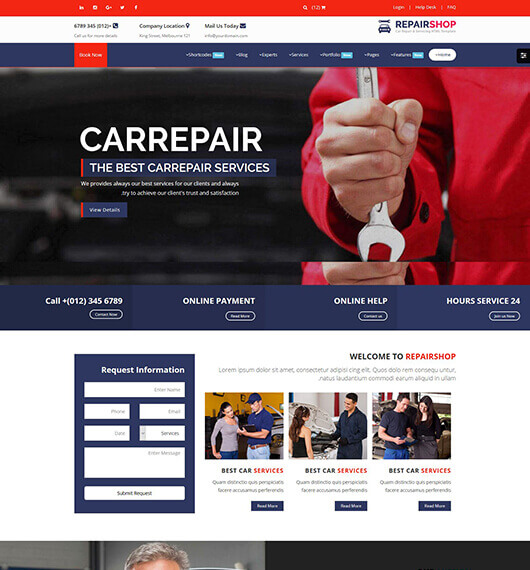 (12)
Login | Help Desk | FAQ
6789 345 (012)+
Call us for more details
Company Location
King Street, Melbourne 121
Mail Us Today
info@yourdomain.com
REPAIRSHOP
Car Repair & Servicing HTML Template
Book Now
+Shortcodes New
+Blog
+Experts
+Services
+Portfolio New
+Pages
+Features New
+Home
CARREPAIR
THE BEST CARREPAIR SERVICES
We provides always our best services for our clients and always
.try to achieve our client's trust and satisfaction
View Details
Call +(012) 345 6789
Contact Now
ONLINE PAYMENT
Read More
ONLINE HELP
Contact us
HOURS SERVICE 24
Join us Now
Request Information
Enter Name
Phone
Email
Date
Services
Enter Message
Submit Request
WELCOME TO REPAIRSHOP
Lorem ipsum dolor sit amet, consectetur adipisici cing elit. Quos dolo rem consequ untur,
.natus laudantium commodi earum aliquid in ullam
BEST CAR SERVICES
Quam distinctio quis perspiciatis
facere accusamus perferendis
Read More
BEST CAR SERVICES
Quam distinctio quis perspiciatis
facere accusamus perferendis
Read More
BEST CAR SERVICES
Quam distinctio quis perspiciatis
facere accusamus perferendis
Read More